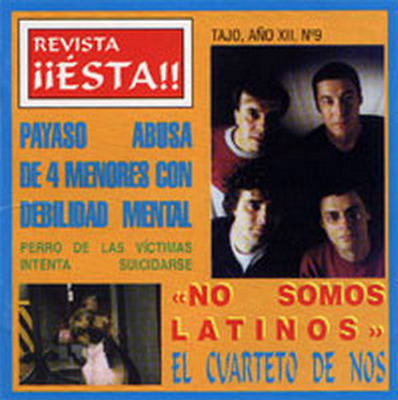 REVISTA
¡¡ÉSTA!!
TAJO, AÑO XII, Nº9
PAYASO ABUSA
DE 4 MENORES CON
DEBILIDAD MENTAL
PERRO DE LAS VÍCTIMAS
INTENTA SUICIDARSE
«NO SOMOS
LATINOS»
EL CUARTETO DE NOS